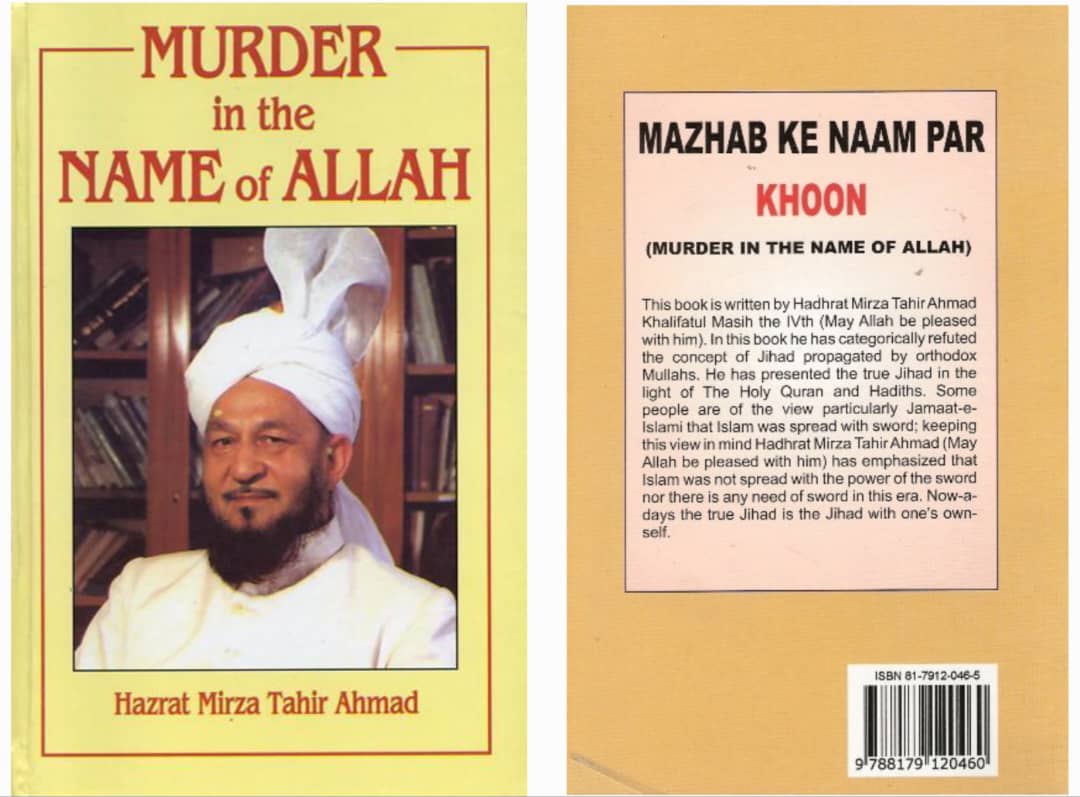 MURDER
in the
NAME of ALLAH
Hazrat Mirza Tahir Ahmad
MAZHAB KE NAAM PAR
KHOON
(MURDER IN THE NAME OF ALLAH)
This book is written by Hadhrat Mirza Tahir Ahmad
Khalifatul Masih the IVth (May Allah be pleased
with him). In this book he has categorically refuted
the concept of Jihad propagated by orthodox
Mullahs. He has presented the true Jihad in the
light of The Holy Quran and Hadiths. Some
people are of the view particularly Jamaat-e-
Islami that Islam was spread with sword; keeping
this view in mind Hadhrat Mirza Tahir Ahmad (May
Allah be pleased with him) has emphasized that
Islam was not spread with the power of the sword
nor there is any need of sword in this era. Now-a-
days the true Jihad is the Jihad with one's own-
self.
ISBN 81-7912-046-5
9 788179 120460